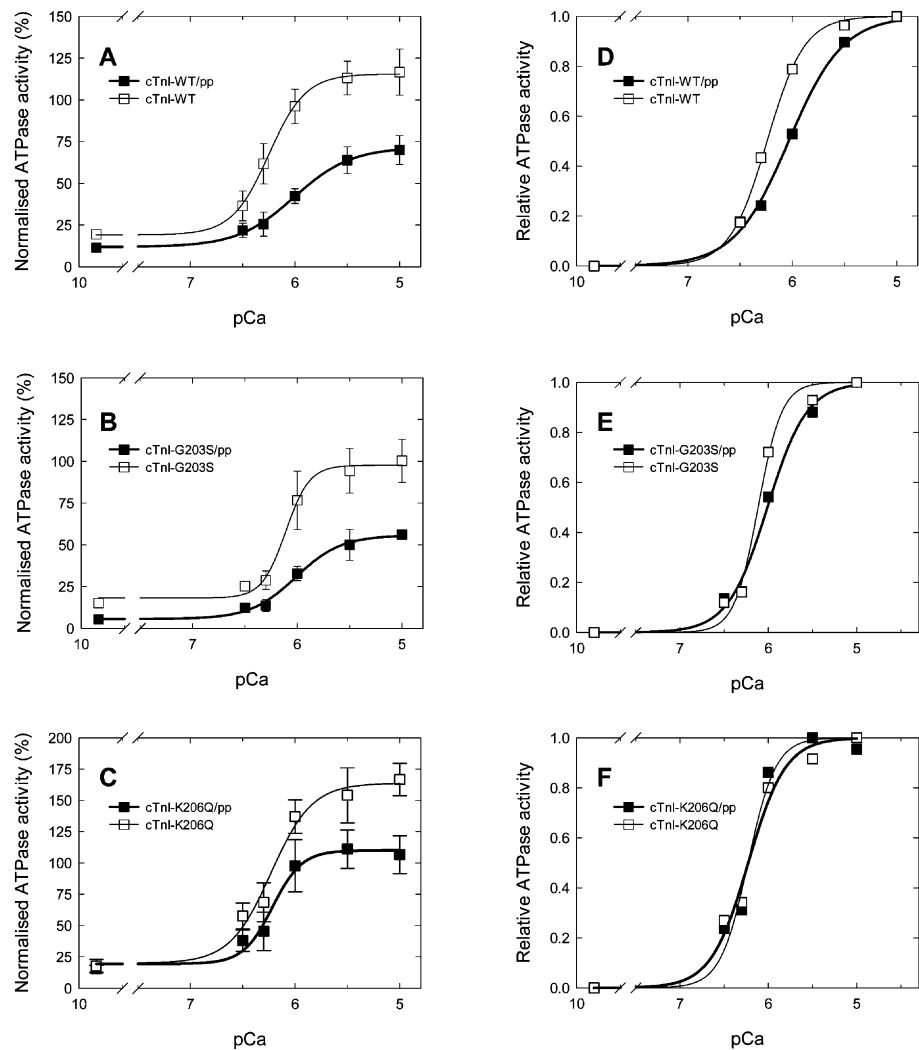 A
Normalised ATPase activity (%)
150
125
100
75
50
25
0
cTnI-WT/pp
cTnI-WT
10 7 6 5
pCa
D
Relative ATPase activity
1.0
0.8
0.6
0.4
0.2
0.0
cTnI-WT/pp
cTnI-WT
10 7 6 5
pCa
B
Normalised ATPase activity (%)
150
125
100
75
50
25
0
cTnI-G203S/pp
cTnI-G203S
10 7 6 5
pCa
E
Relative ATPase activity
1.0
0.8
0.6
0.4
0.2
0.0
cTnI-G203S/pp
cTnI-G203S
10 7 6 5
pCa
C
Normalised ATPase activity (%)
200
175
150
125
100
75
50
25
0
cTnI-K206Q/pp
cTnI-K206Q
10 7 6 5
pCa
F
Relative ATPase activity
1.0
0.8
0.6
0.4
0.2
0.0
cTnI-K206Q/pp
cTnI-K206Q
10 7 6 5
pCa